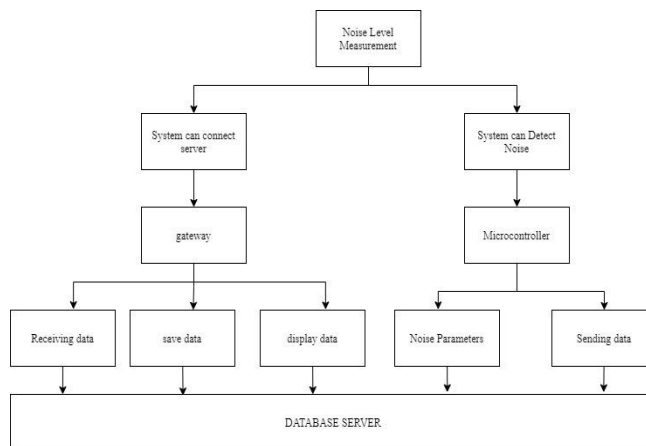 Noise Level
Measurement
System can connect
server
System can Detect
Noise
gateway
Microcontroller
Receiving data
save data
display data
Noise Parameters
Sending data
DATABASE SERVER